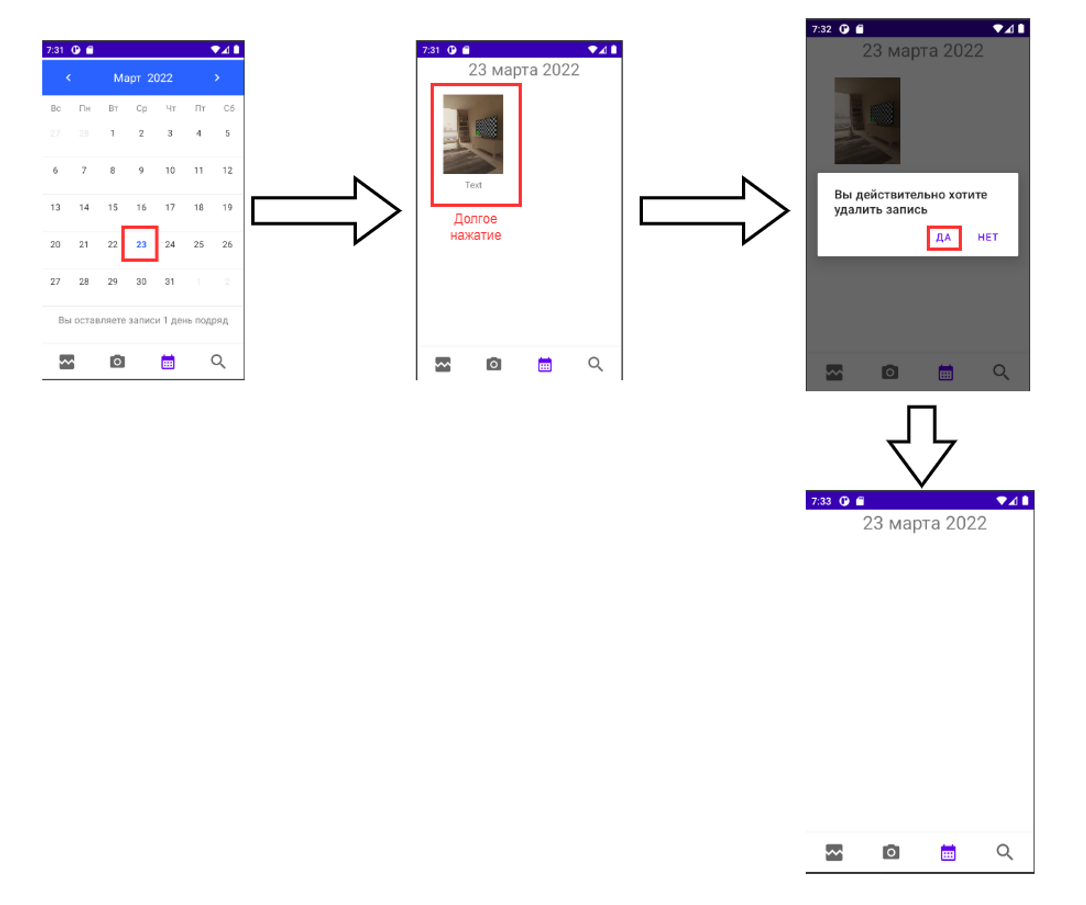 7:31
Март 2022
Вс Пн Вт Ср Чт Пт Сб
27 28 1 2 3 4 5
6 7 8 9 10 11 12
13 14 15 16 17 18 19
20 21 22 23 24 25 26
27 28 29 30 31 1 2
Вы оставляете записи 1 день подряд
7:31
23 марта 2022
Text
Долгое
нажатие
7:32
23 марта 2022
Вы действительно хотите
удалить запись
ДА НЕТ
7:33
23 марта 2022